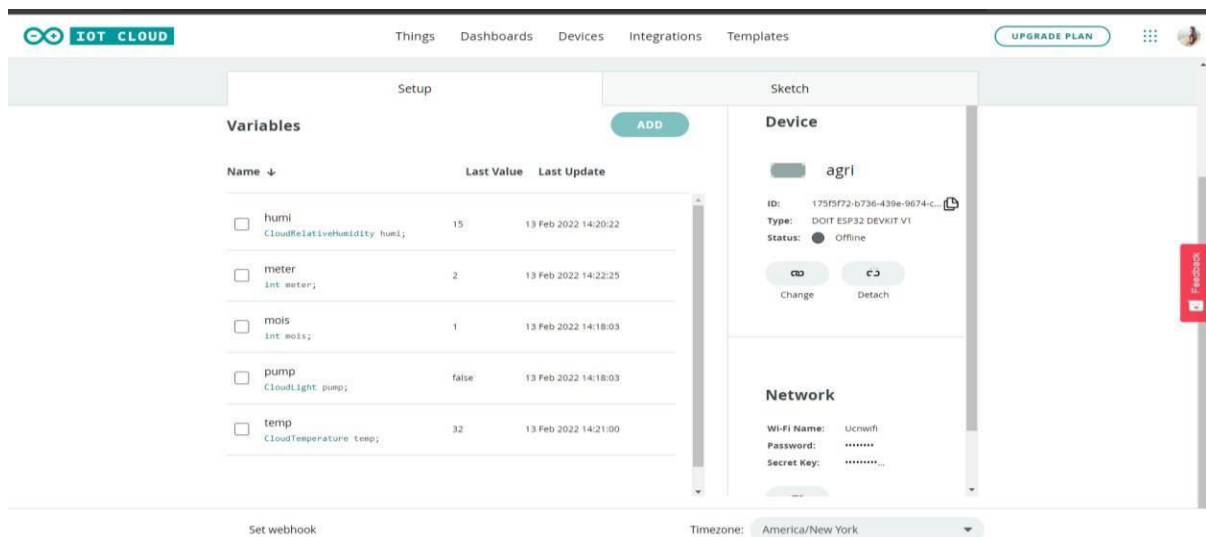 IOT CLOUD
Things Dashboards Devices Integrations Templates
UPGRADE PLAN
Setup
Sketch
Variables
ADD
Name ↓ Last Value Last Update
humi
CloudRelativeHumidity humi;
15
13 Feb 2022 14:20:22
meter
int meter;
2
13 Feb 2022 14:22:25
mois
int mois;
1
13 Feb 2022 14:18:03
pump
CloudLight pump;
false
13 Feb 2022 14:18:03
temp
CloudTemperature temp;
32
13 Feb 2022 14:21:00
Device
agri
ID: 175f5f72-b736-439e-9674-c...
Type: DOIT ESP32 DEVKIT V1
Status: Offline
Change
Detach
Network
Wi-Fi Name: Ucnwifi
Password: ••••••••
Secret Key: •••••••••...
Feedback
Set webhook
Timezone: America/New York